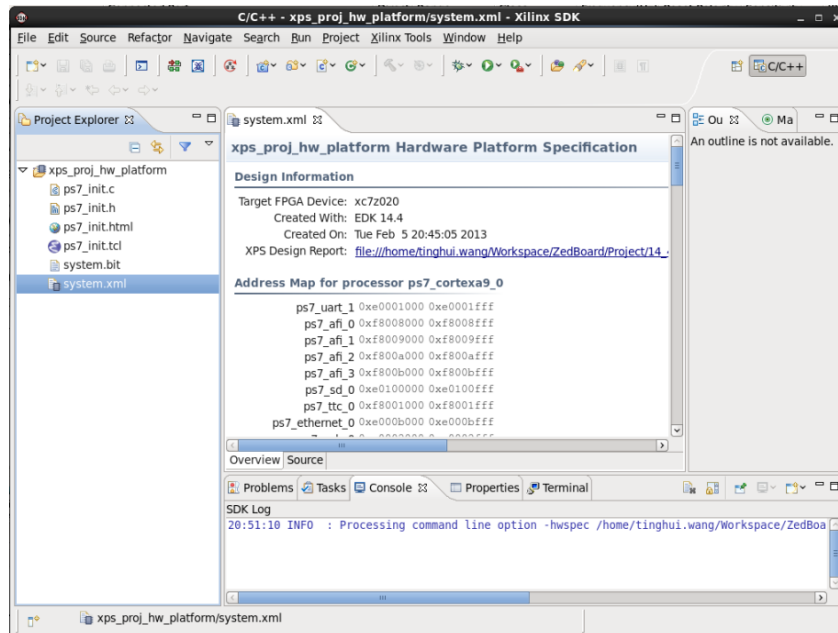 C/C++ - xps_proj_hw_platform/system.xml - Xilinx SDK
File Edit Source Refactor Navigate Search Run Project Xilinx Tools Window Help
C/C++
Project Explorer
xps_proj_hw_platform
ps7_init.c
ps7_init.h
ps7_init.html
ps7_init.tcl
system.bit
system.xml
system.xml
xps_proj_hw_platform Hardware Platform Specification
Design Information
Target FPGA Device: xc7z020
Created With: EDK 14.4
Created On: Tue Feb 5 20:45:05 2013
XPS Design Report: file:///home/tinghui.wang/Workspace/ZedBoard/Project/14_
Address Map for processor ps7_cortexa9_0
ps7_uart_1 0xe0001000 0xe0001fff
ps7_afi_0 0xf8008000 0xf8008fff
ps7_afi_1 0xf8009000 0xf8009fff
ps7_afi_2 0xf800a000 0xf800afff
ps7_afi_3 0xf800b000 0xf800bfff
ps7_sd_0 0xe0100000 0xe0100fff
ps7_ttc_0 0xf8001000 0xf8001fff
ps7_ethernet_0 0xe000b000 0xe000bfff
Overview Source
Ou Ma
An outline is not available.
Problems Tasks Console Properties Terminal
SDK Log
20:51:10 INFO : Processing command line option -hwspec /home/tinghui.wang/Workspace/ZedBoa
xps_proj_hw_platform/system.xml